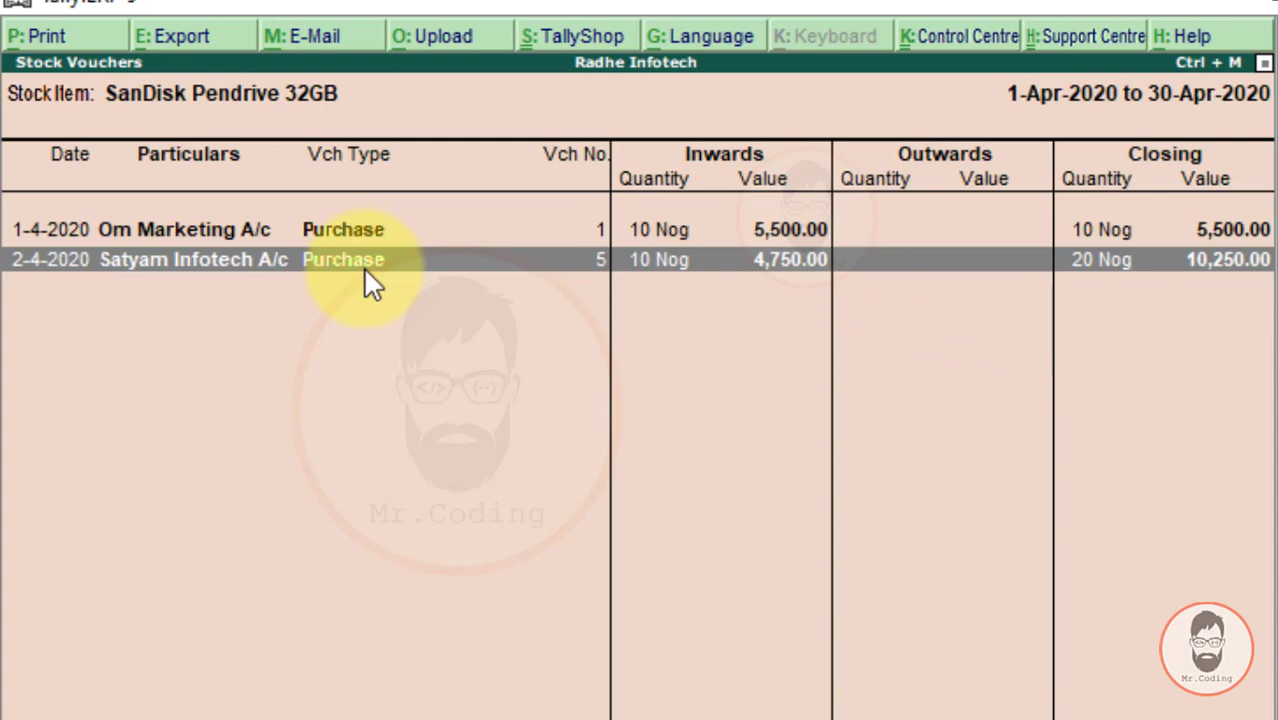 P: Print E: Export M: E-Mail O: Upload S: TallyShop G: Language K: Keyboard K: Control Centre H: Support Centre H: Help
Stock Vouchers Radhe Infotech Ctrl + M
Stock Item: SanDisk Pendrive 32GB 1-Apr-2020 to 30-Apr-2020
Date Particulars Vch Type Vch No. Inwards Outwards Closing
Quantity Value Quantity Value Quantity Value
1-4-2020 Om Marketing A/c Purchase 1 10 Nog 5,500.00 10 Nog 5,500.00
2-4-2020 Satyam Infotech A/c Purchase 5 10 Nog 4,750.00 20 Nog 10,250.00
Mr.Coding
Mr.Coding